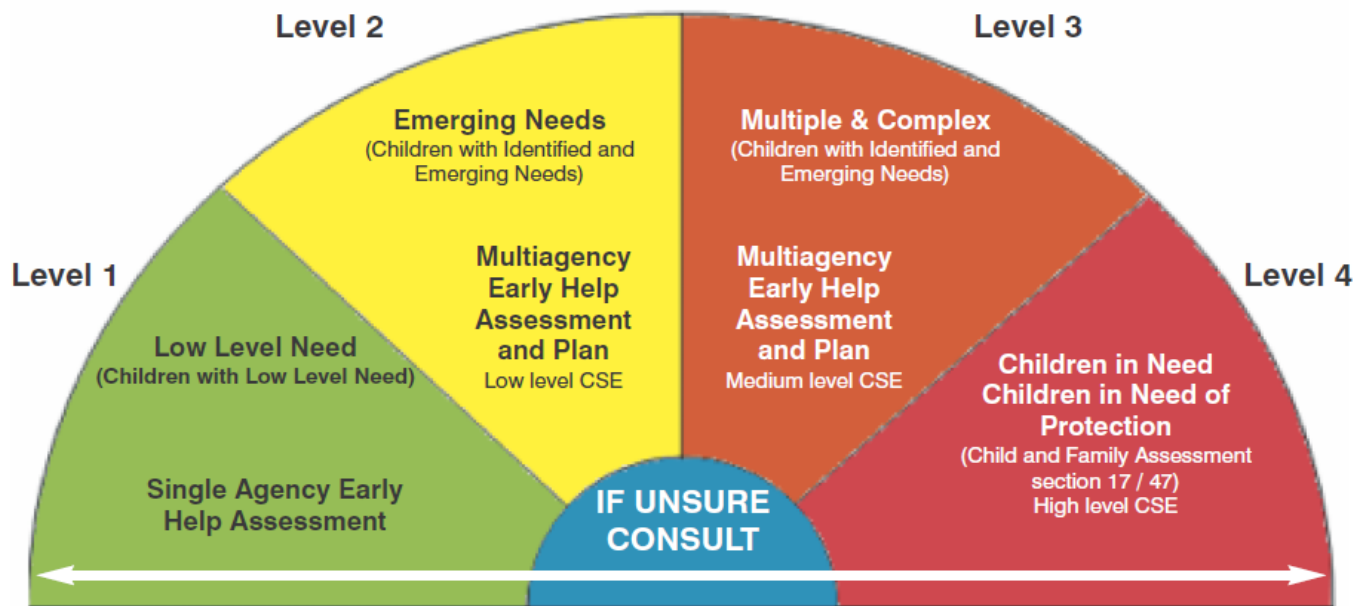 Level 1
Low Level Need
(Children with Low Level Need)
Single Agency Early
Help Assessment
Level 2
Emerging Needs
(Children with Identified and
Emerging Needs)
Multiagency
Early Help
Assessment
and Plan
Low level CSE
Level 3
Multiple & Complex
(Children with Identified and
Emerging Needs)
Multiagency
Early Help
Assessment
and Plan
Medium level CSE
Level 4
Children in Need
Children in Need of
Protection
(Child and Family Assessment
section 17 / 47)
High level CSE
IF UNSURE
CONSULT